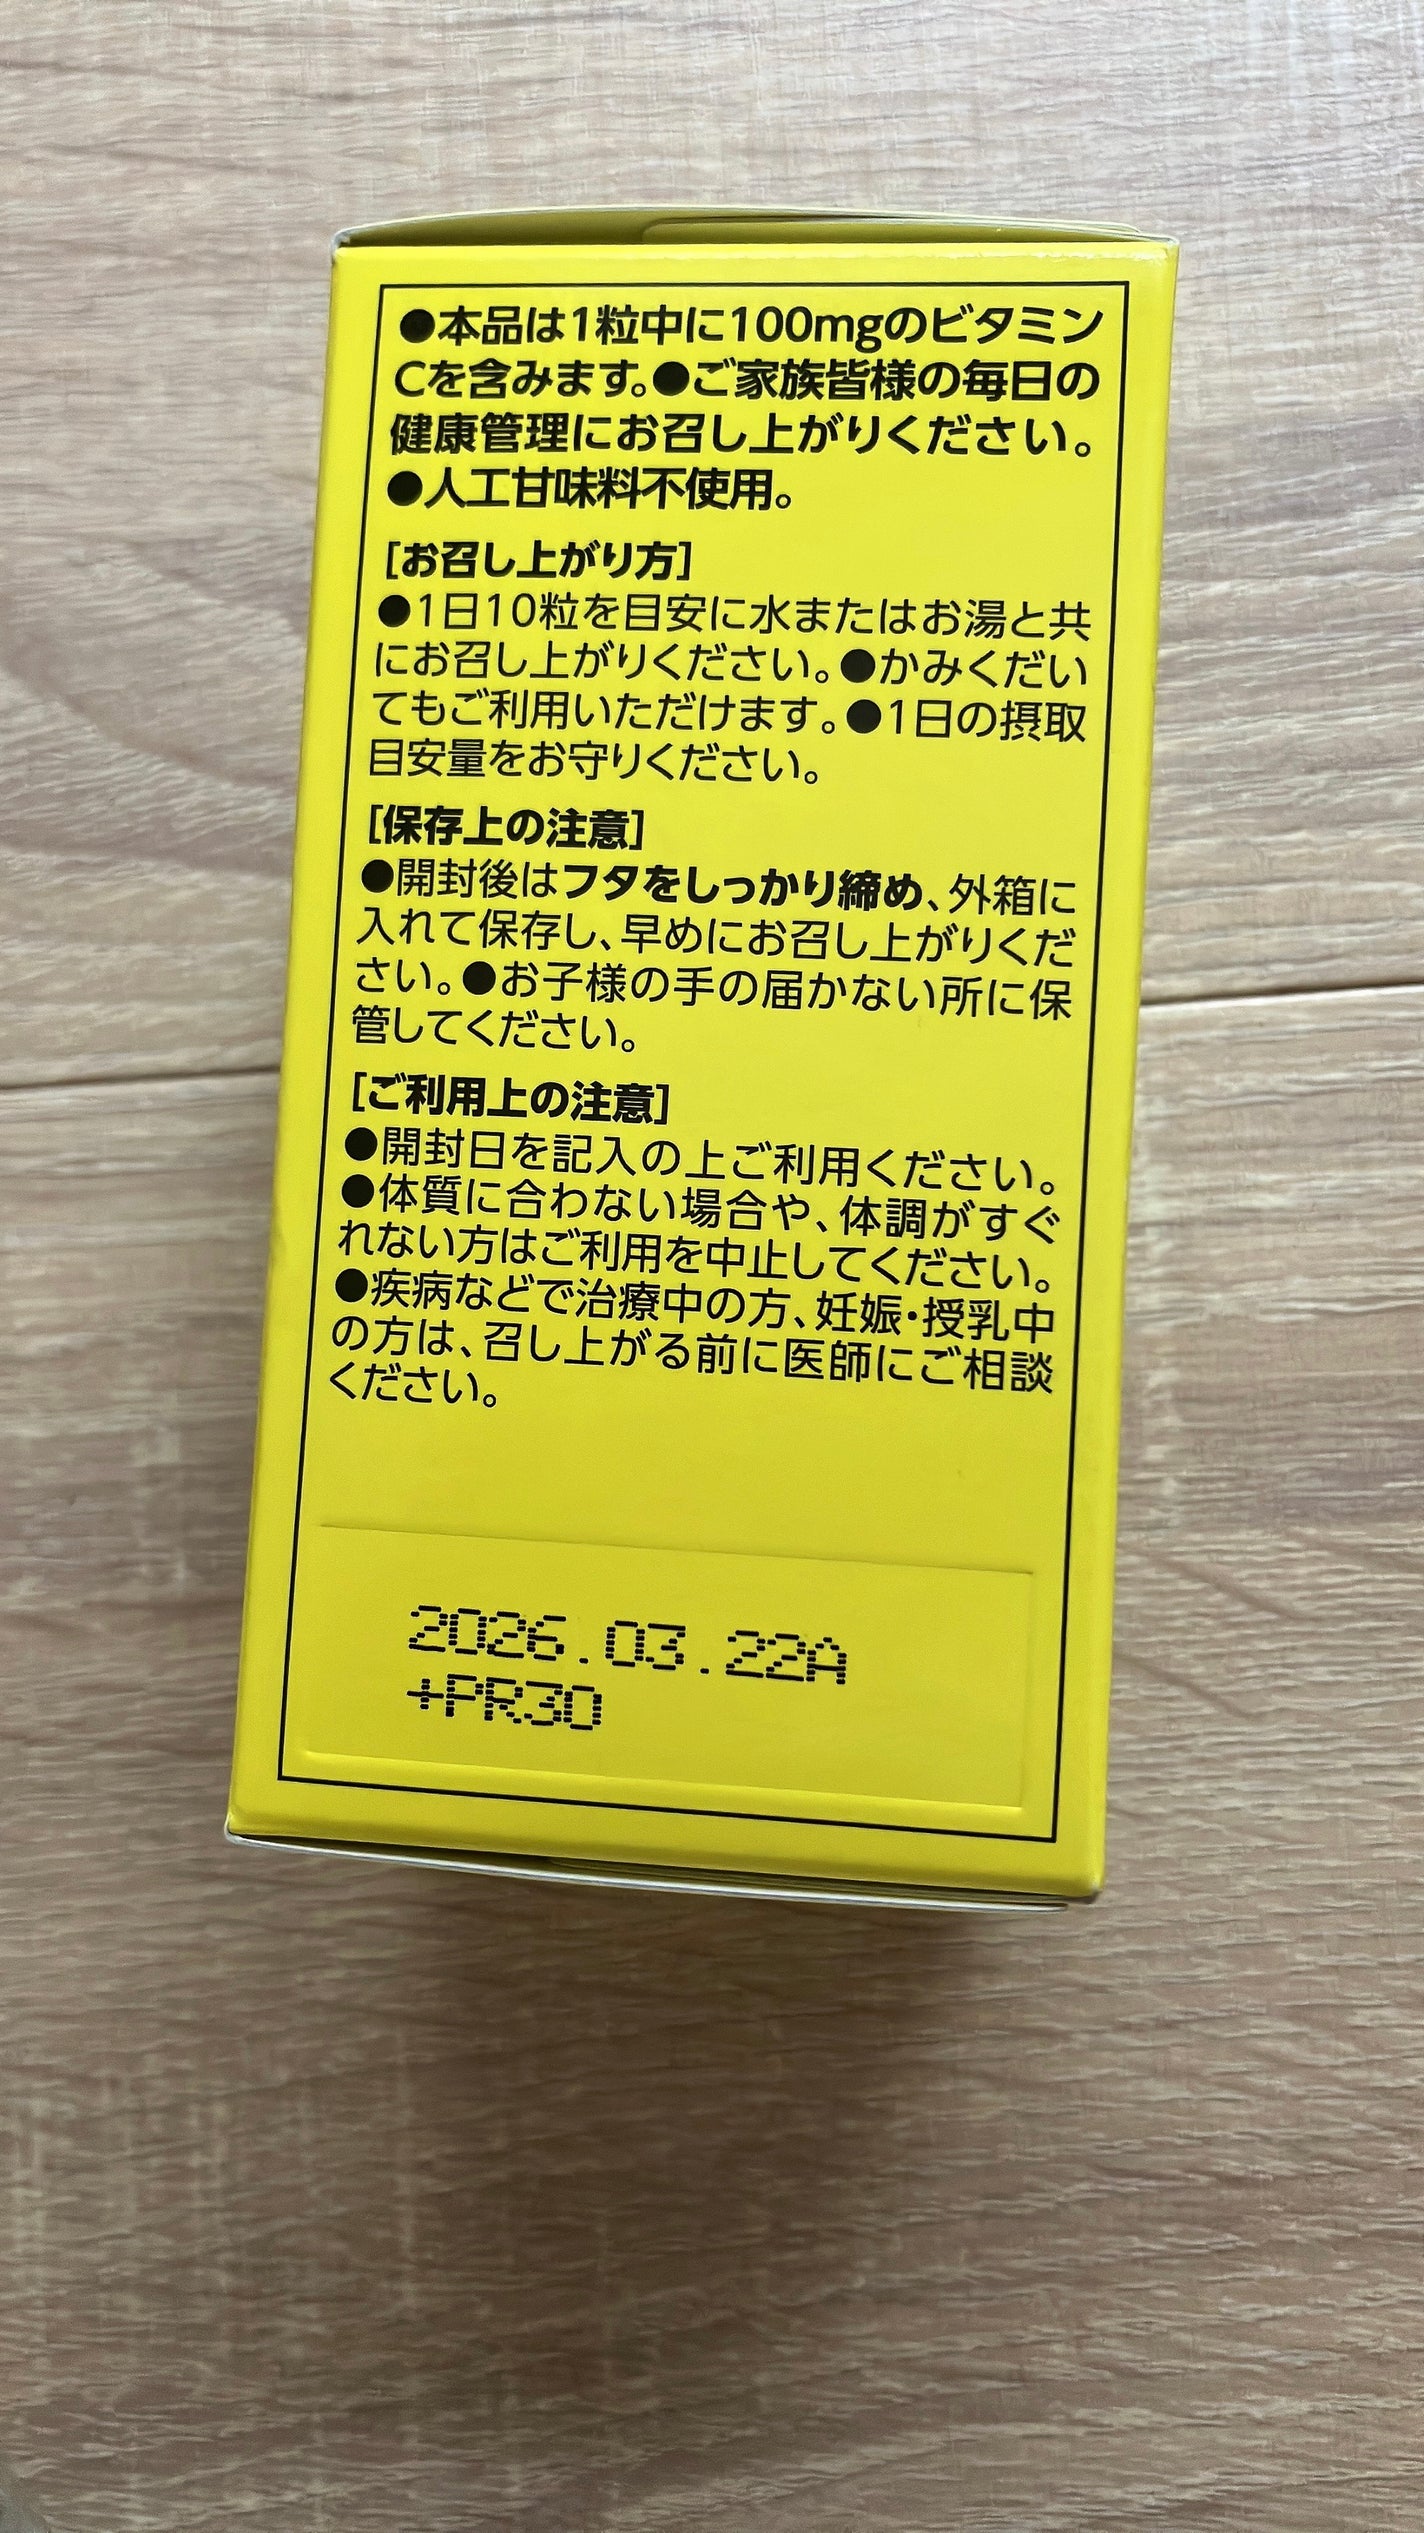 ●本品は1粒中に100mgのビタミン
Cを含みます。●ご家族皆様の毎日の
健康管理にお召し上がりください。
●人工甘味料不使用。
[お召し上がり方]
●1日10粒を目安に水またはお湯と共
にお召し上がりください。●かみくだい
てもご利用いただけます。●1日の摂取
目安量をお守りください。
[保存上の注意]
●開封後はフタをしっかり締め、外箱に
入れて保存し、早めにお召し上がりくだ
さい。●お子様の手の届かない所に保
管してください。
[ご利用上の注意]
●開封日を記入の上ご利用ください。
●体質に合わない場合や、体調がすぐ
れない方はご利用を中止してください。
●疾病などで治療中の方、妊娠・授乳中
の方は、召し上がる前に医師にご相談
ください。
2026.03.22A
+PR30